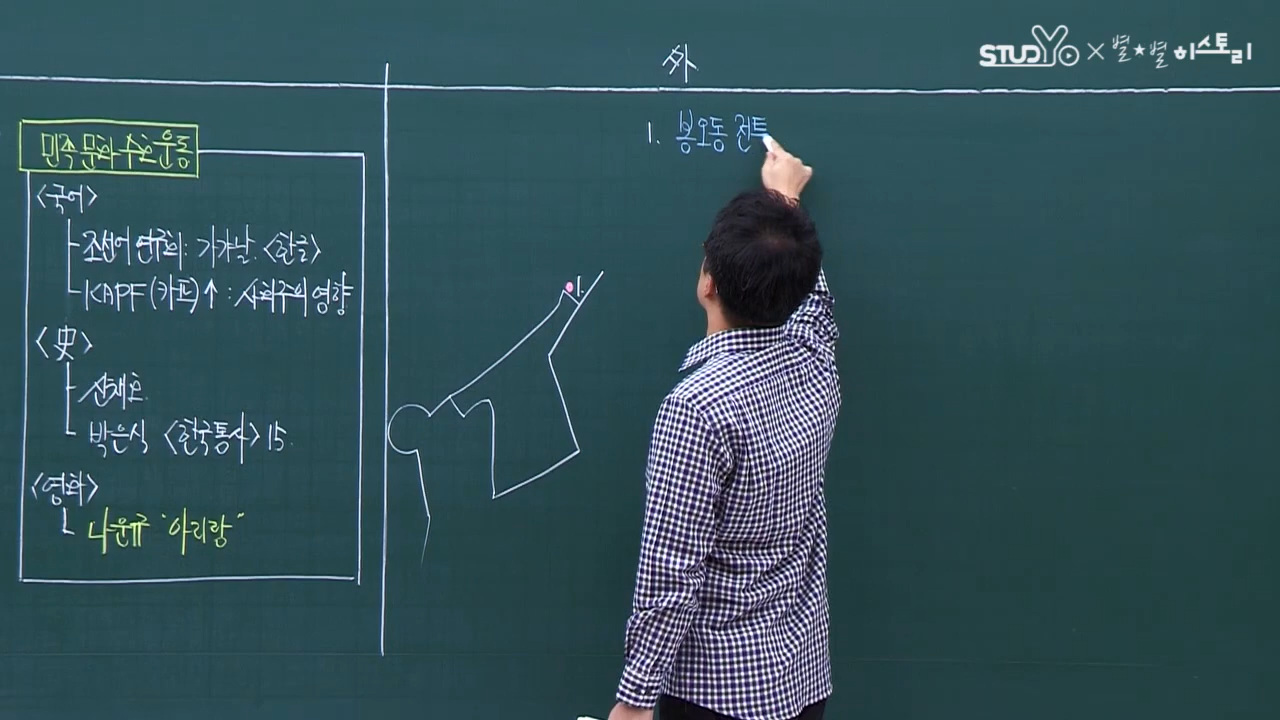 STUDYo × 별★별 히스토리
外
1. 봉오동 전투
민족 문화 수호 운동
<국어>
조선어 연구회: 가갸날. <한글>
KAPF(카프)↑: 사회주의 영향
<史>
신채호
박은식 <한국통사> 15.
<영화>
나운규 "아리랑"
1.